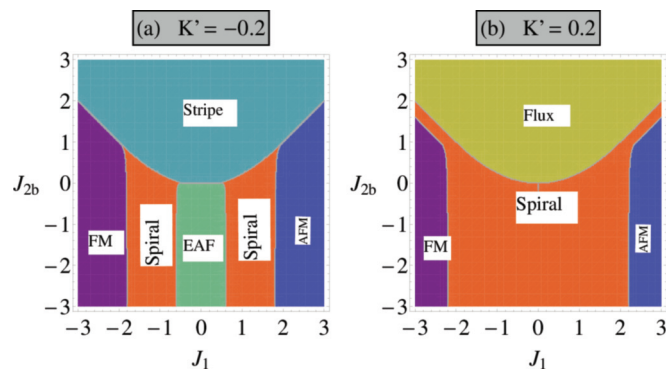 (a) K' = −0.2
(b) K' = 0.2
3
2
1
0
−1
−2
−3
J2b
Stripe
FM
Spiral
EAF
Spiral
AFM
−3 −2 −1 0 1 2 3
J1
3
2
1
0
−1
−2
−3
J2b
Flux
Spiral
FM
AFM
−3 −2 −1 0 1 2 3
J1